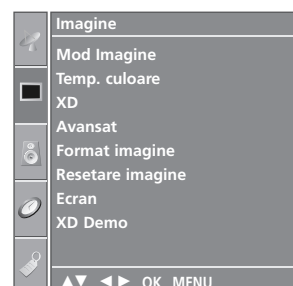 Imagine
Mod Imagine
Temp. culoare
XD
Avansat
Format imagine
Resetare imagine
Ecran
XD Demo
▲▼ ◄► OK MENU